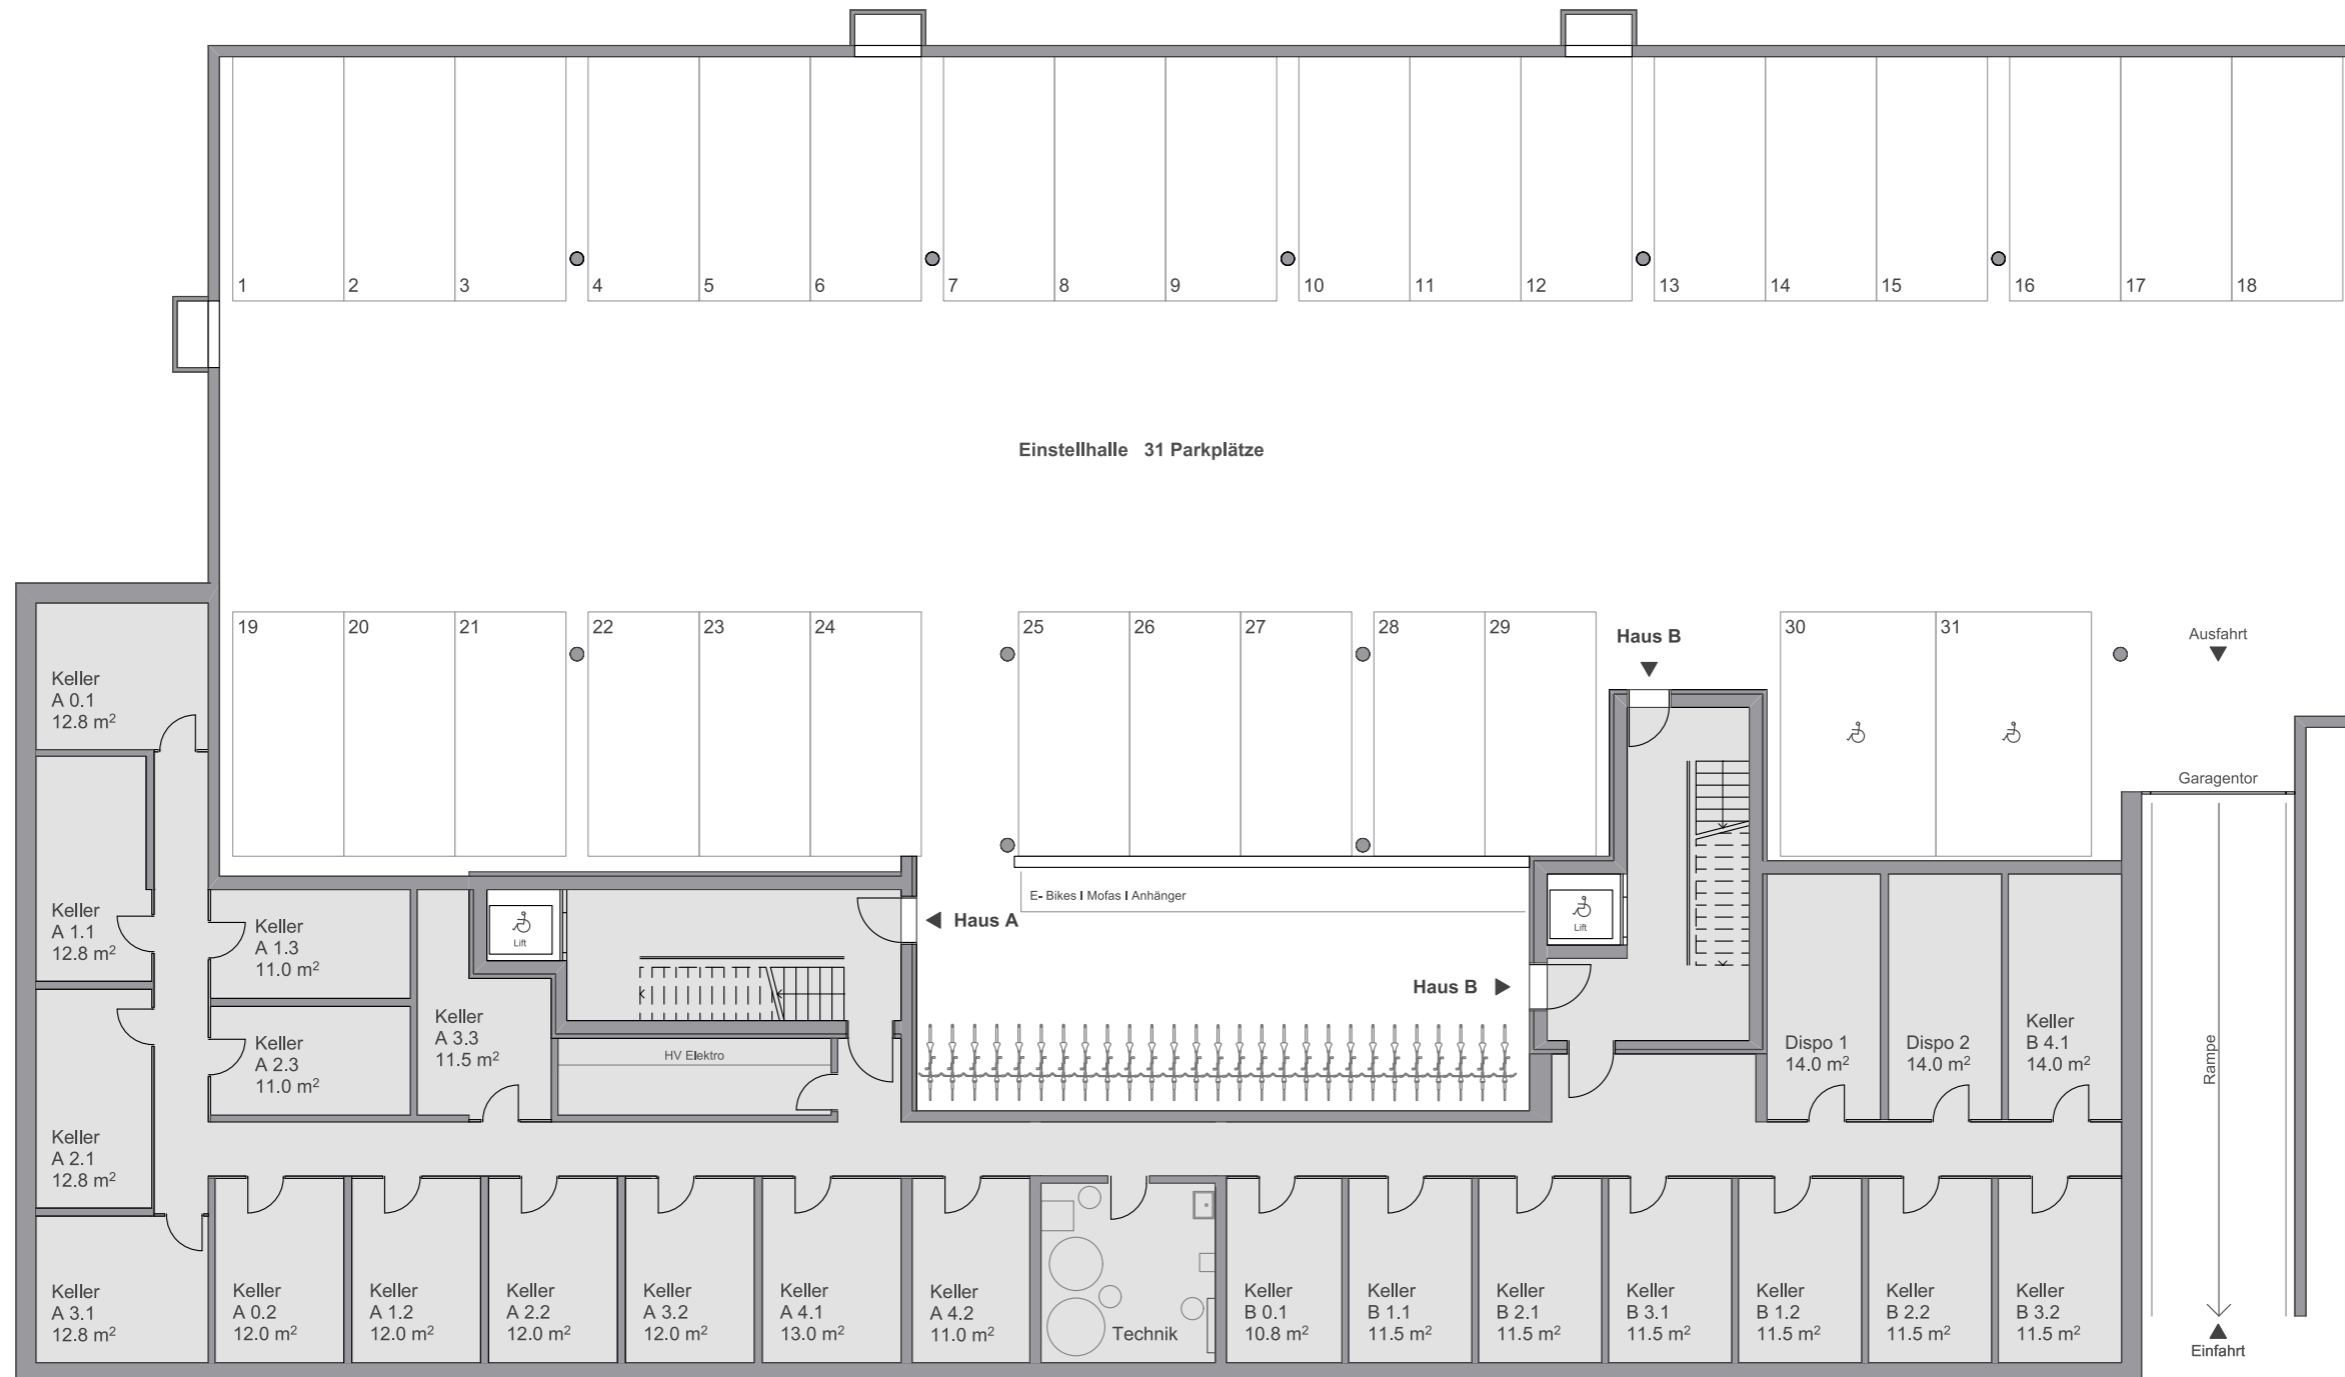 1 2 3 4 5 6 7 8 9 10 11 12 13 14 15 16 17 18
Einstellhalle 31 Parkplätze
19 20 21 22 23 24 25 26 27 28 29 30 31
Haus B
Ausfahrt
Keller
A 0.1
12.8 m²
Garagentor
E- Bikes I Mofas I Anhänger
Haus A
Lift
Lift
Haus B
Keller
A 1.1
12.8 m²
Keller
A 1.3
11.0 m²
Keller
A 2.3
11.0 m²
Keller
A 3.3
11.5 m²
HV Elektro
Dispo 1
14.0 m²
Dispo 2
14.0 m²
Keller
B 4.1
14.0 m²
Rampe
Keller
A 2.1
12.8 m²
Keller
A 3.1
12.8 m²
Keller
A 0.2
12.0 m²
Keller
A 1.2
12.0 m²
Keller
A 2.2
12.0 m²
Keller
A 3.2
12.0 m²
Keller
A 4.1
13.0 m²
Keller
A 4.2
11.0 m²
Technik
Keller
B 0.1
10.8 m²
Keller
B 1.1
11.5 m²
Keller
B 2.1
11.5 m²
Keller
B 3.1
11.5 m²
Keller
B 1.2
11.5 m²
Keller
B 2.2
11.5 m²
Keller
B 3.2
11.5 m²
Einfahrt